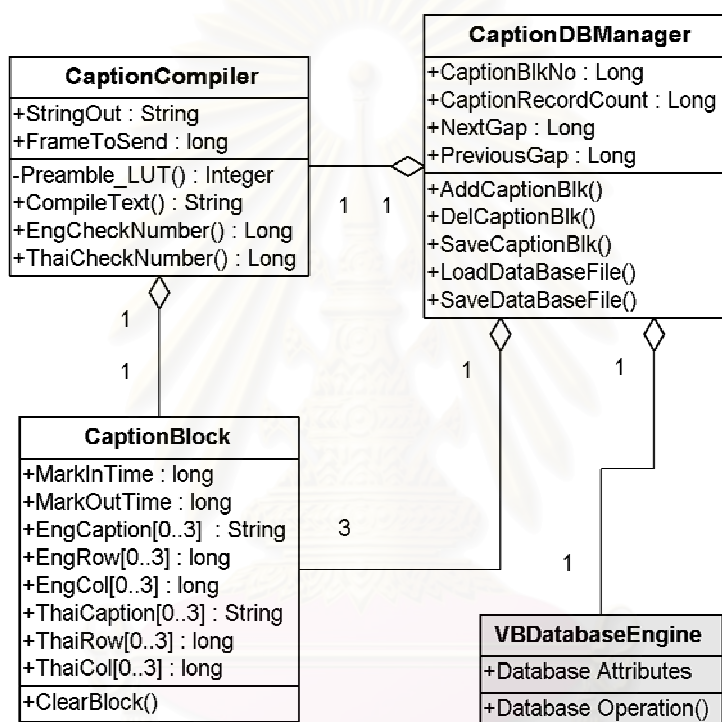 CaptionCompiler
+StringOut : String
+FrameToSend : long
-Preamble_LUT() : Integer
+CompileText() : String
+EngCheckNumber() : Long
+ThaiCheckNumber() : Long
CaptionDBManager
+CaptionBlkNo : Long
+CaptionRecordCount : Long
+NextGap : Long
+PreviousGap : Long
+AddCaptionBlk()
+DelCaptionBlk()
+SaveCaptionBlk()
+LoadDataBaseFile()
+SaveDataBaseFile()
1 1
1
1
1
1
3
1
CaptionBlock
+MarkInTime : long
+MarkOutTime : long
+EngCaption[0..3] : String
+EngRow[0..3] : long
+EngCol[0..3] : long
+ThaiCaption[0..3] : String
+ThaiRow[0..3] : long
+ThaiCol[0..3] : long
+ClearBlock()
VBDatabaseEngine
+Database Attributes
+Database Operation()